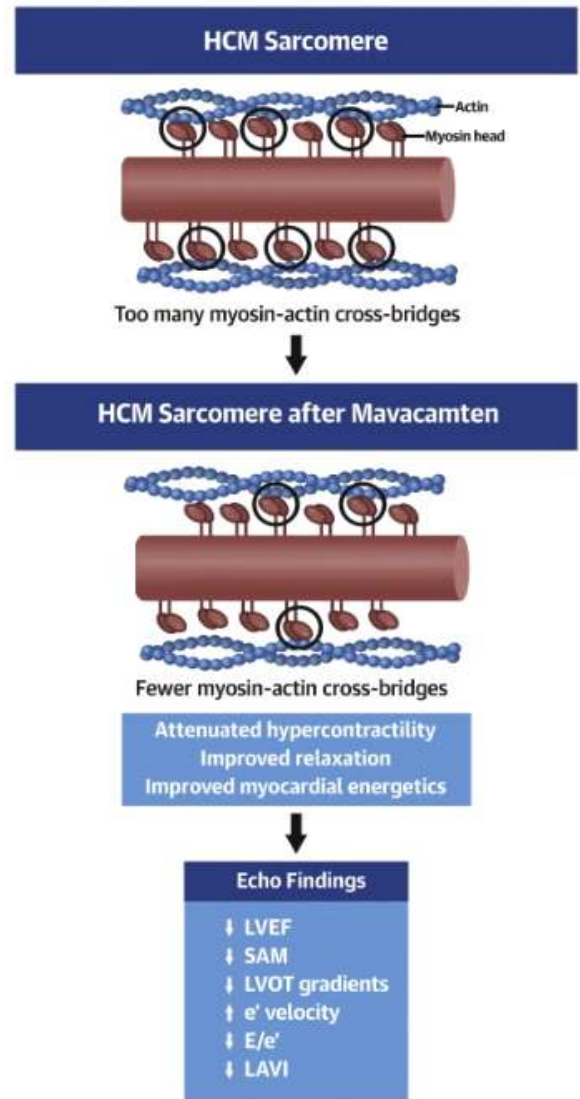 HCM Sarcomere
Actin
Myosin head
Too many myosin-actin cross-bridges
HCM Sarcomere after Mavacamten
Fewer myosin-actin cross-bridges
Attenuated hypercontractility
Improved relaxation
Improved myocardial energetics
Echo Findings
↓ LVEF
↓ SAM
↓ LVOT gradients
↑ e' velocity
↓ E/e'
↓ LAVI